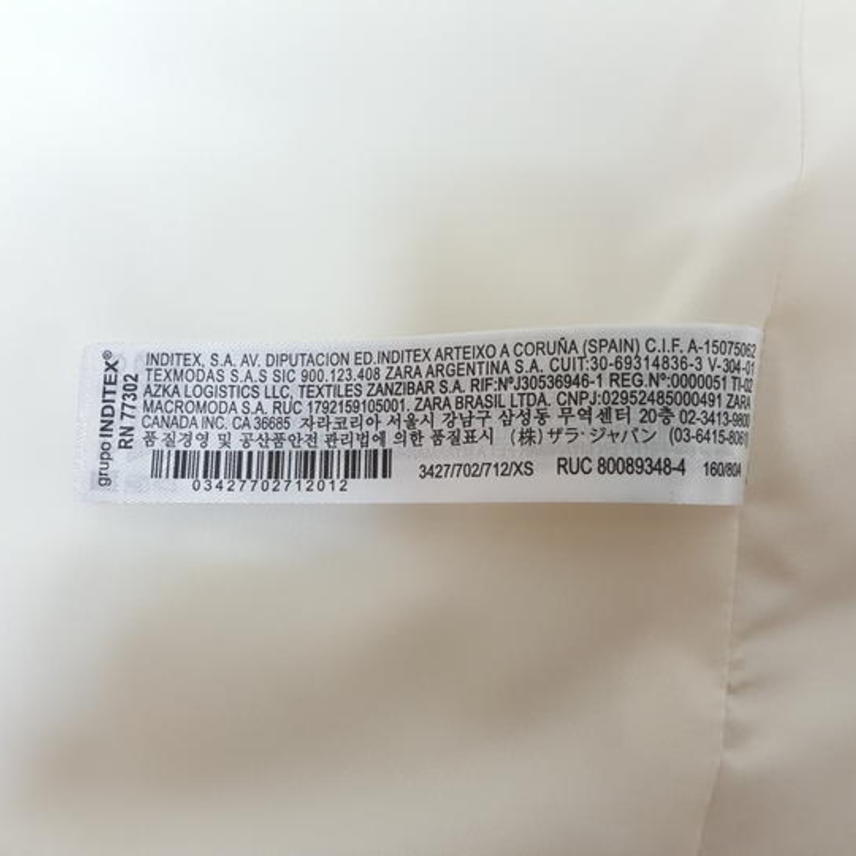 grupo INDITEX®
RN 77302
INDITEX, S.A. AV. DIPUTACION ED.INDITEX ARTEIXO A CORUÑA (SPAIN) C.I.F. A-15075062
TEXMODAS S.A.S SIC 900.123.408 ZARA ARGENTINA S.A. CUIT:30-69314836-3 V-304-01
AZKA LOGISTICS LLC, TEXTILES ZANZIBAR S.A. RIF:NºJ30536946-1 REG.Nº:0000051 TI-02
MACROMODA S.A. RUC 1792159105001. ZARA BRASIL LTDA. CNPJ:02952485000491 ZARA
CANADA INC. CA 36685 자라코리아 서울시 강남구 삼성동 무역센터 20층 02-3413-9800
품질경영 및 공산품안전 관리법에 의한 품질표시 (株) ザラ・ジャパン (03-6415-8061)
03427702712012
3427/702/712/XS RUC 80089348-4 160/80A